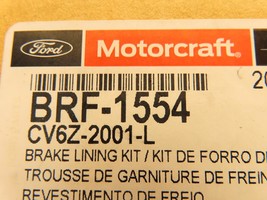 Ford Motorcraft
20
BRF-1554
CV6Z-2001-L
BRAKE LINING KIT / KIT DE FORRO D
TROUSSE DE GARNITURE DE FREIN
REVESTIMENTO DE FREIO